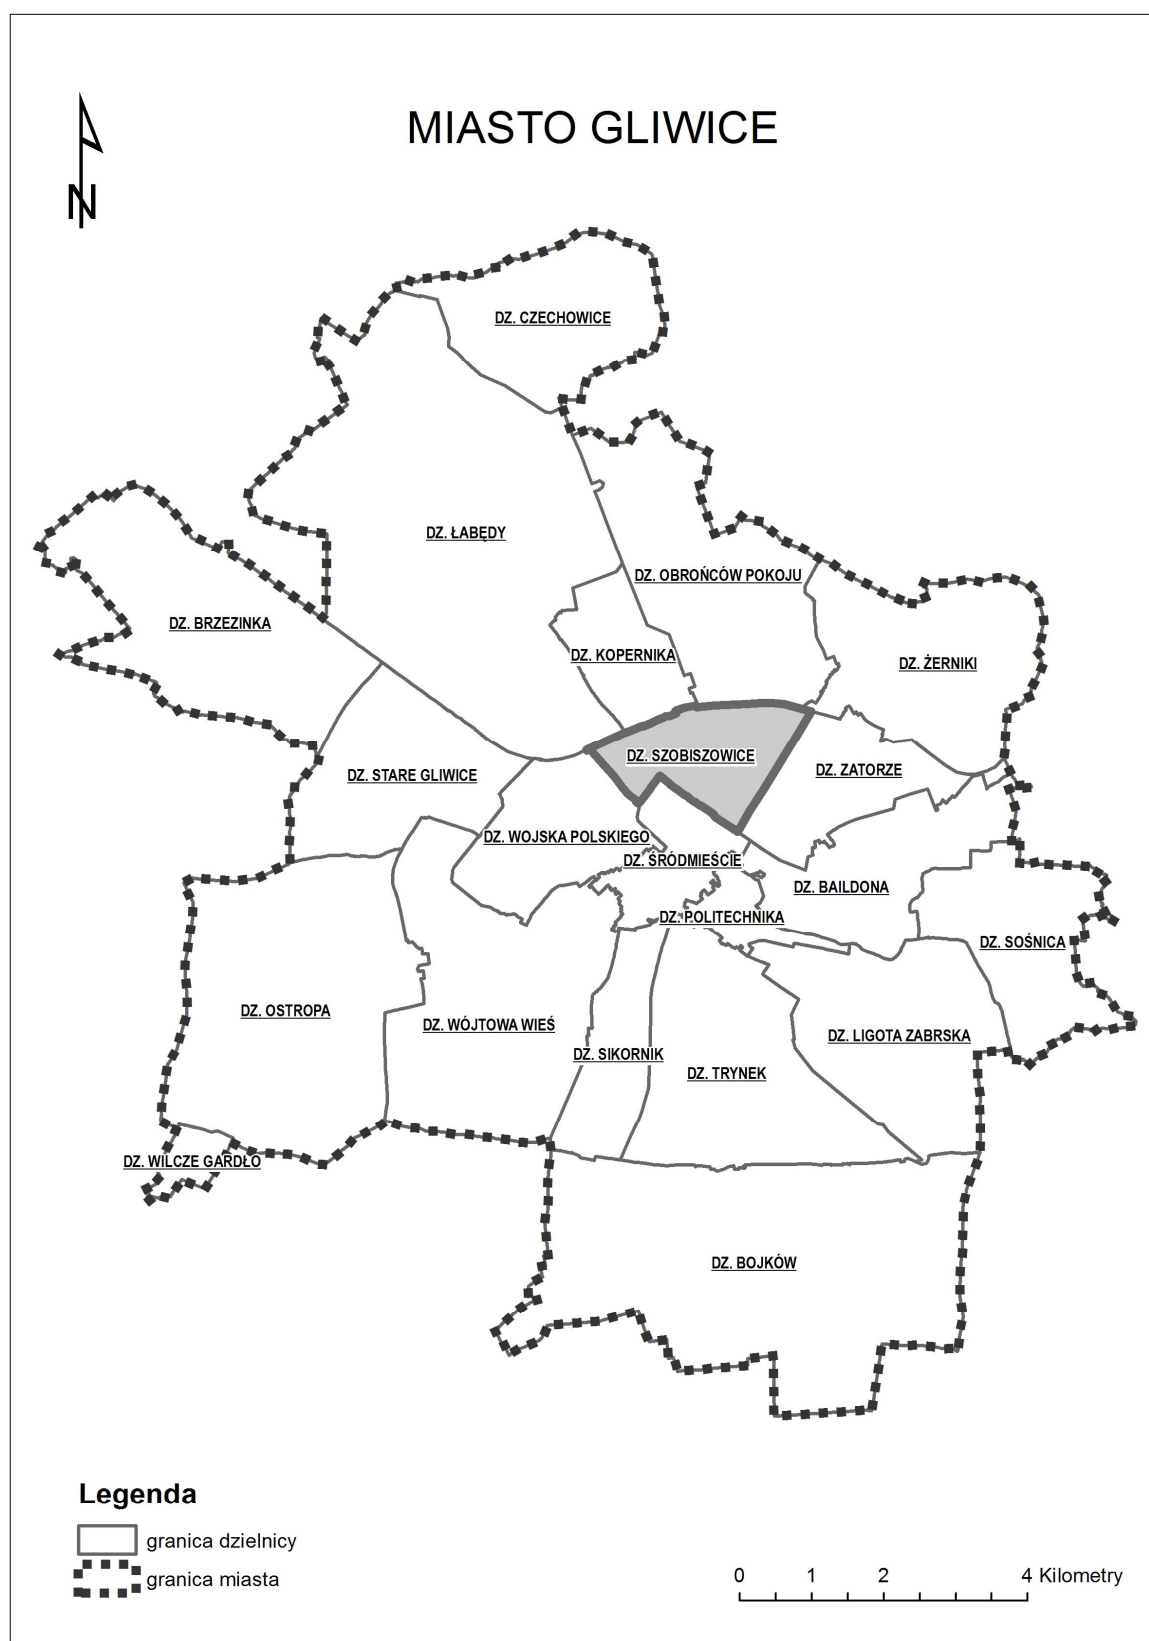 MIASTO GLIWICE
N
DZ. CZECHOWICE
DZ. ŁABĘDY
DZ. OBROŃCÓW POKOJU
DZ. BRZEZINKA
DZ. KOPERNIKA
DZ. ŻERNIKI
DZ. SZOBISZOWICE
DZ. STARE GLIWICE
DZ. ZATORZE
DZ. WOJSKA POLSKIEGO
DZ. ŚRÓDMIEŚCIE
DZ. BAILDONA
DZ. POLITECHNIKA
DZ. SOŚNICA
DZ. OSTROPA
DZ. WÓJTOWA WIEŚ
DZ. LIGOTA ZABRSKA
DZ. SIKORNIK
DZ. TRYNEK
DZ. WILCZE GARDŁO
DZ. BOJKÓW
Legenda
granica dzielnicy
granica miasta
0 1 2 4 Kilometry